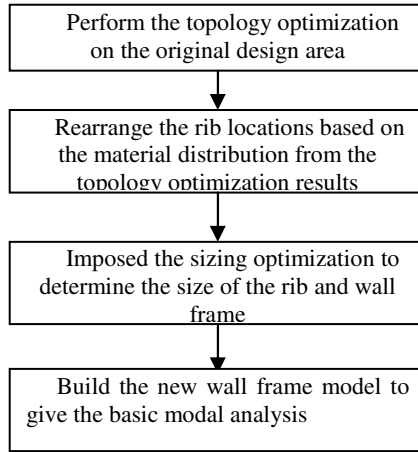 Perform the topology optimization
on the original design area
Rearrange the rib locations based on
the material distribution from the
topology optimization results
Imposed the sizing optimization to
determine the size of the rib and wall
frame
Build the new wall frame model to
give the basic modal analysis